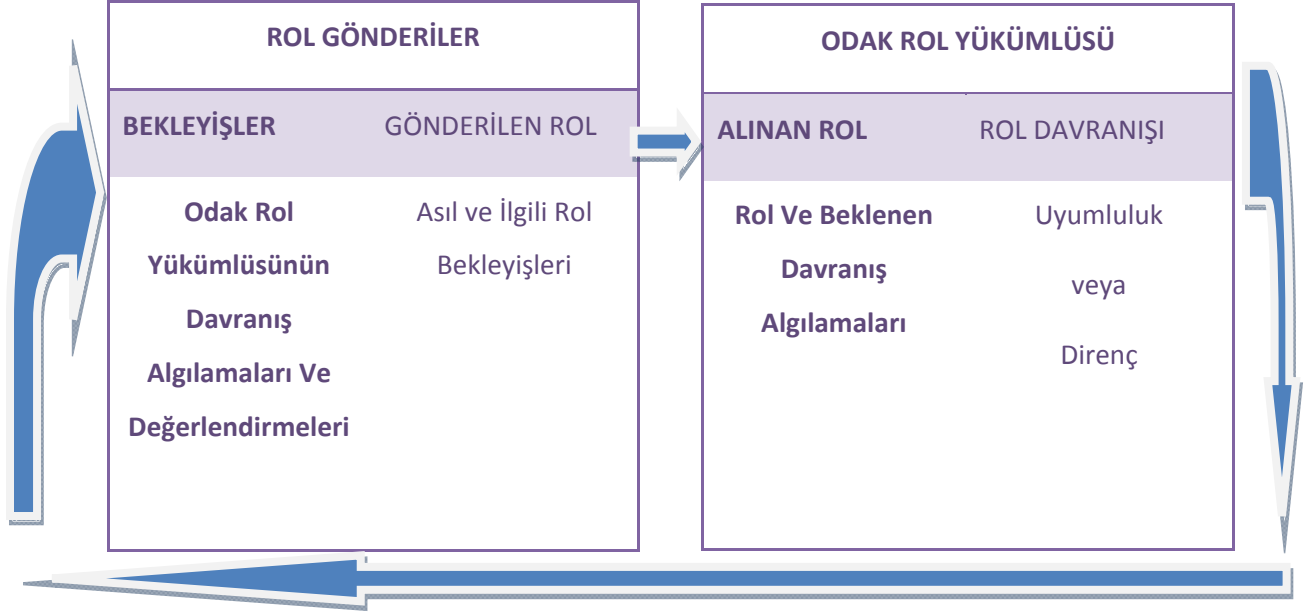 ROL GÖNDERİLER
BEKLEYİŞLER GÖNDERİLEN ROL
Odak Rol
Yükümlüsünün
Davranış
Algılamaları Ve
Değerlendirmeleri
Asıl ve İlgili Rol
Bekleyişleri
ODAK ROL YÜKÜMLÜSÜ
ALINAN ROL ROL DAVRANIŞI
Rol Ve Beklenen
Davranış
Algılamaları
Uyumluluk
veya
Direnç